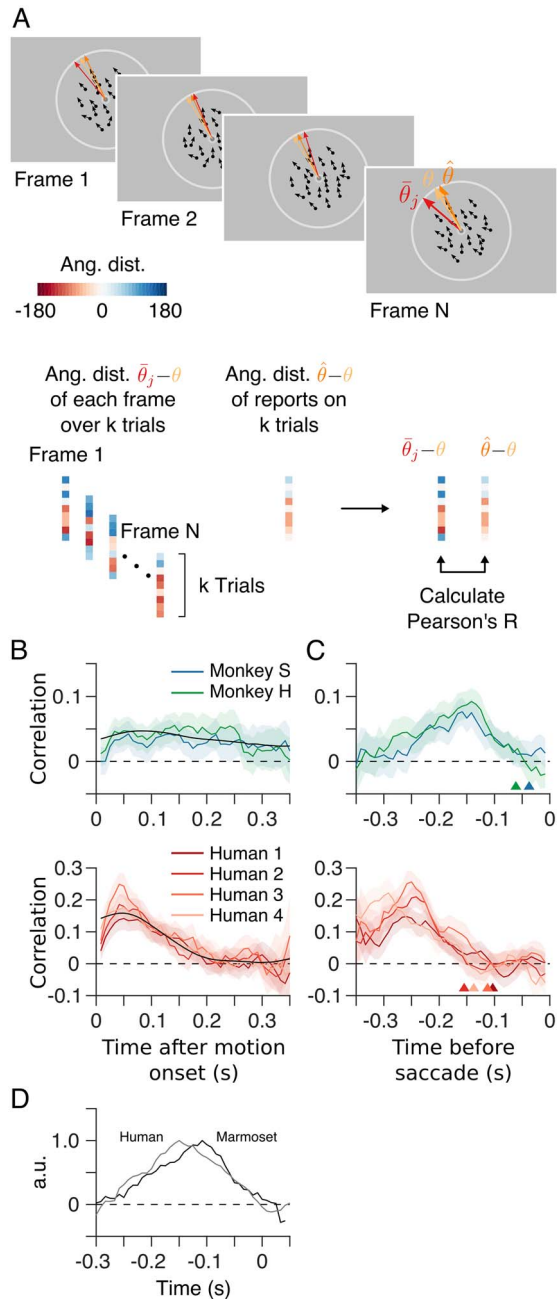 A
Frame 1
Frame 2
θ̄j θ θ̂
Frame N
Ang. dist.
-180 0 180
Ang. dist. θ̄j−θ
of each frame
over k trials
Ang. dist. θ̂−θ
of reports on
k trials
Frame 1
θ̄j−θ θ̂−θ
Frame N
k Trials
Calculate
Pearson's R
B
C
Monkey S
Monkey H
Correlation
0.1
0
0 0.1 0.2 0.3
-0.3 -0.2 -0.1 0
Human 1
Human 2
Human 3
Human 4
Correlation
0.3
0.2
0.1
0
-0.1
0 0.1 0.2 0.3
-0.3 -0.2 -0.1 0
Time after motion
onset (s)
Time before
saccade (s)
D
Human
Marmoset
a.u.
1.0
0
-0.3 -0.2 -0.1 0
Time (s)